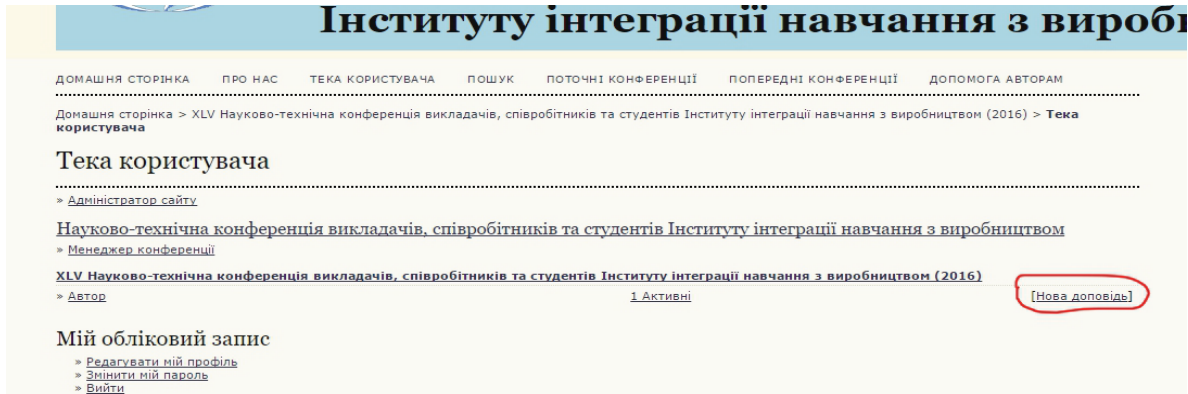 Інституту інтеграції навчання з
ДОМАШНЯ СТОРІНКА ПРО НАС ТЕКА КОРИСТУВАЧА ПОШУК ПОТОЧНІ КОНФЕРЕНЦІЇ ПОПЕРЕДНІ КОНФЕРЕНЦІЇ ДОПОМОГА АВТОРАМ
Домашня сторінка > XLV Науково-технічна конференція викладачів, співробітників та студентів Інституту інтеграції навчання з виробництвом (2016) > Тека
користувача
Тека користувача
» Адміністратор сайту
Науково-технічна конференція викладачів, співробітників та студентів Інституту інтеграції навчання з виробництвом
» Менеджер конференції
XLV Науково-технічна конференція викладачів, співробітників та студентів Інституту інтеграції навчання з виробництвом (2016)
» Автор 1 Активні [Нова доповідь]
Мій обліковий запис
» Редагувати мій профіль
» Змінити мій пароль
» Вийти